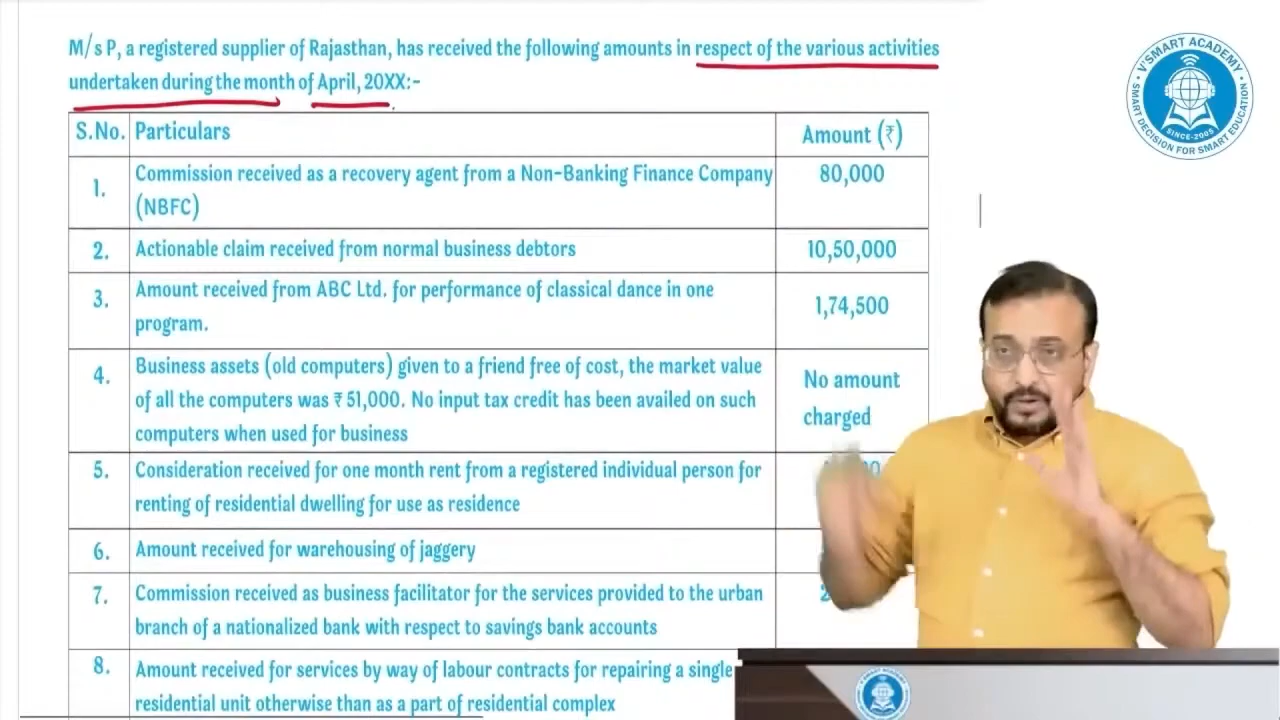 M/s P, a registered supplier of Rajasthan, has received the following amounts in respect of the various activities
undertaken during the month of April, 20XX:-
S.No. Particulars Amount (₹)
1. Commission received as a recovery agent from a Non-Banking Finance Company
(NBFC) 80,000
2. Actionable claim received from normal business debtors 10,50,000
3. Amount received from ABC Ltd. for performance of classical dance in one
program. 1,74,500
4. Business assets (old computers) given to a friend free of cost, the market value
of all the computers was ₹ 51,000. No input tax credit has been availed on such
computers when used for business
No amount
charged
5. Consideration received for one month rent from a registered individual person for
renting of residential dwelling for use as residence
6. Amount received for warehousing of jaggery
7. Commission received as business facilitator for the services provided to the urban
branch of a nationalized bank with respect to savings bank accounts
8. Amount received for services by way of labour contracts for repairing a single
residential unit otherwise than as a part of residential complex
V'SMART ACADEMY
SMART DECISION FOR SMART EDUCATION
SINCE-2005